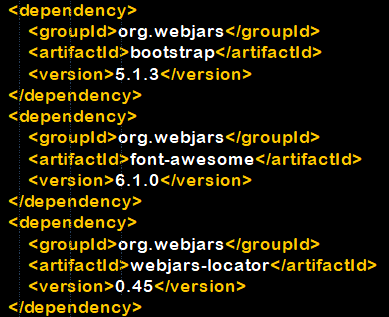 <dependency>
<groupId>org.webjars</groupId>
<artifactId>bootstrap</artifactId>
<version>5.1.3</version>
</dependency>
<dependency>
<groupId>org.webjars</groupId>
<artifactId>font-awesome</artifactId>
<version>6.1.0</version>
</dependency>
<dependency>
<groupId>org.webjars</groupId>
<artifactId>webjars-locator</artifactId>
<version>0.45</version>
</dependency>